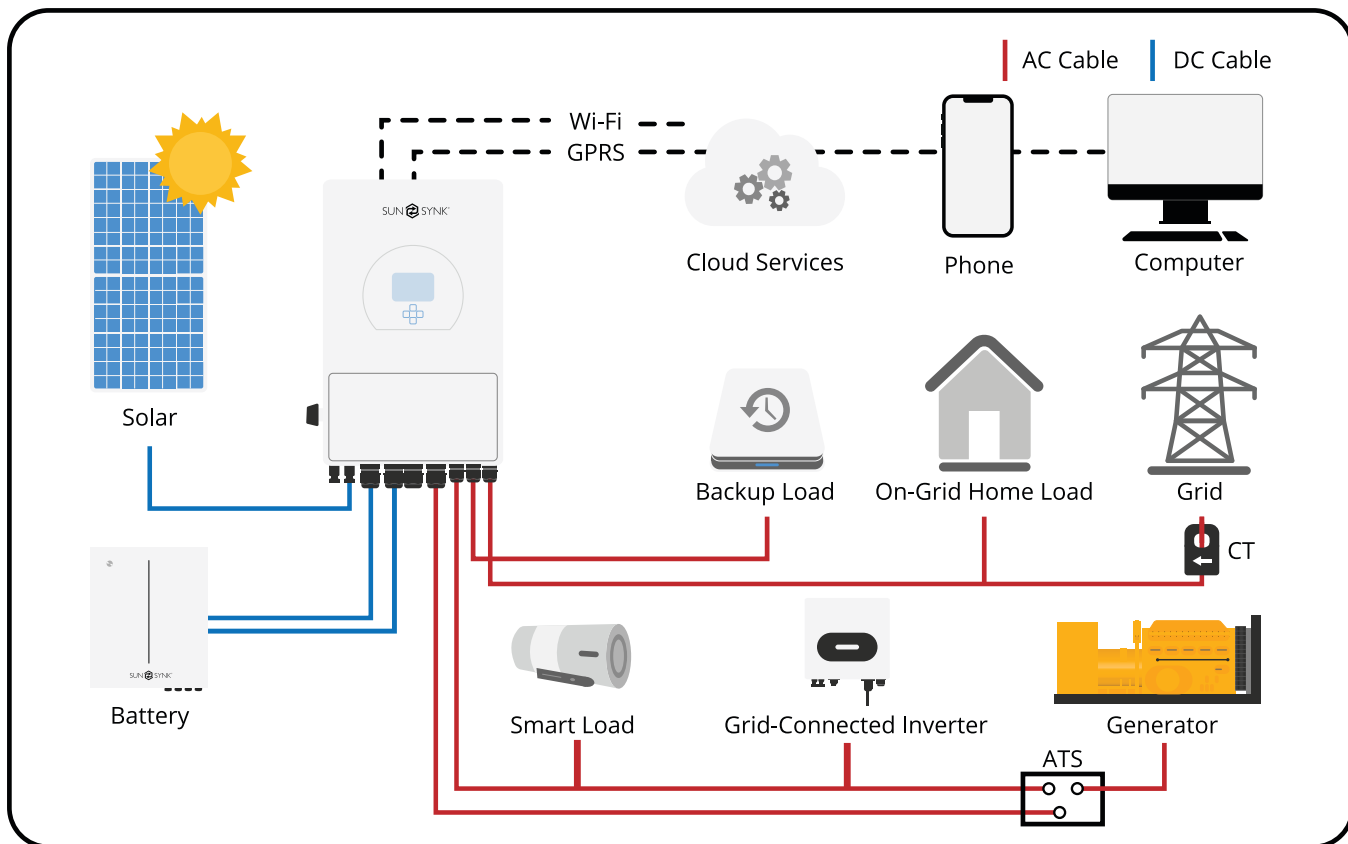 AC Cable
DC Cable
Wi-Fi
GPRS
SUN SYNK
Cloud Services
Phone
Computer
Solar
Backup Load
On-Grid Home Load
Grid
CT
SUN SYNK
Battery
Smart Load
Grid-Connected Inverter
Generator
ATS